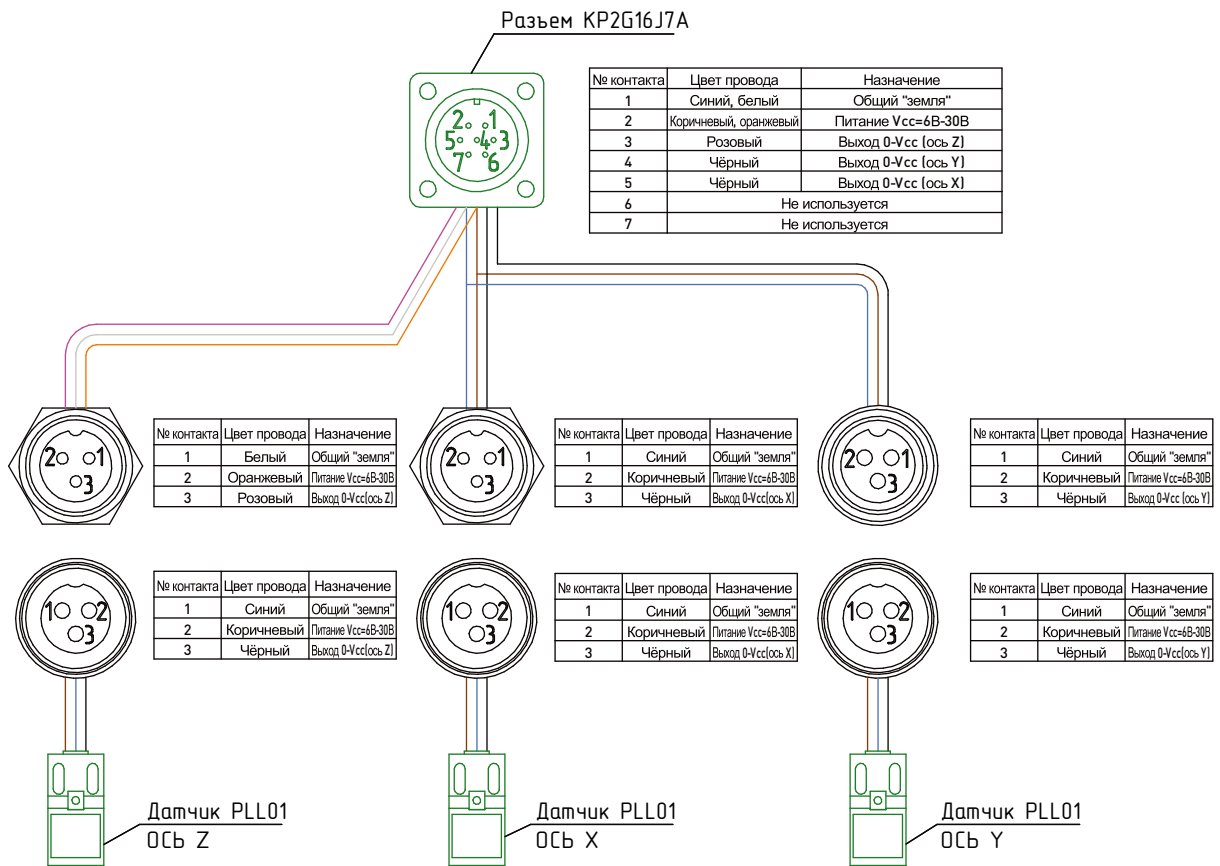 Разъем КР2G16J7A
№ контакта Цвет провода Назначение
1 Синий, белый Общий "земля"
2 Коричневый, оранжевый Питание Vcc=6В-30В
3 Розовый Выход 0-Vcc (ось Z)
4 Чёрный Выход 0-Vcc (ось Y)
5 Чёрный Выход 0-Vcc (ось X)
6 Не используется
7 Не используется
2 1
5 4 3
7 6
2 1
3
№ контакта Цвет провода Назначение
1 Белый Общий "земля"
2 Оранжевый Питание Vcc=6В-30В
3 Розовый Выход 0-Vcc(ось Z)
2 1
3
№ контакта Цвет провода Назначение
1 Синий Общий "земля"
2 Коричневый Питание Vcc=6В-30В
3 Чёрный Выход 0-Vcc(ось X)
2 1
3
№ контакта Цвет провода Назначение
1 Синий Общий "земля"
2 Коричневый Питание Vcc=6В-30В
3 Чёрный Выход 0-Vcc (ось Y)
1 2
3
№ контакта Цвет провода Назначение
1 Синий Общий "земля"
2 Коричневый Питание Vcc=6В-30В
3 Чёрный Выход 0-Vcc(ось Z)
1 2
3
№ контакта Цвет провода Назначение
1 Синий Общий "земля"
2 Коричневый Питание Vcc=6В-30В
3 Чёрный Выход 0-Vcc(ось X)
1 2
3
№ контакта Цвет провода Назначение
1 Синий Общий "земля"
2 Коричневый Питание Vcc=6В-30В
3 Чёрный Выход 0-Vcc(ось Y)
Датчик PLL01
ОСЬ Z
Датчик PLL01
ОСЬ X
Датчик PLL01
ОСЬ Y